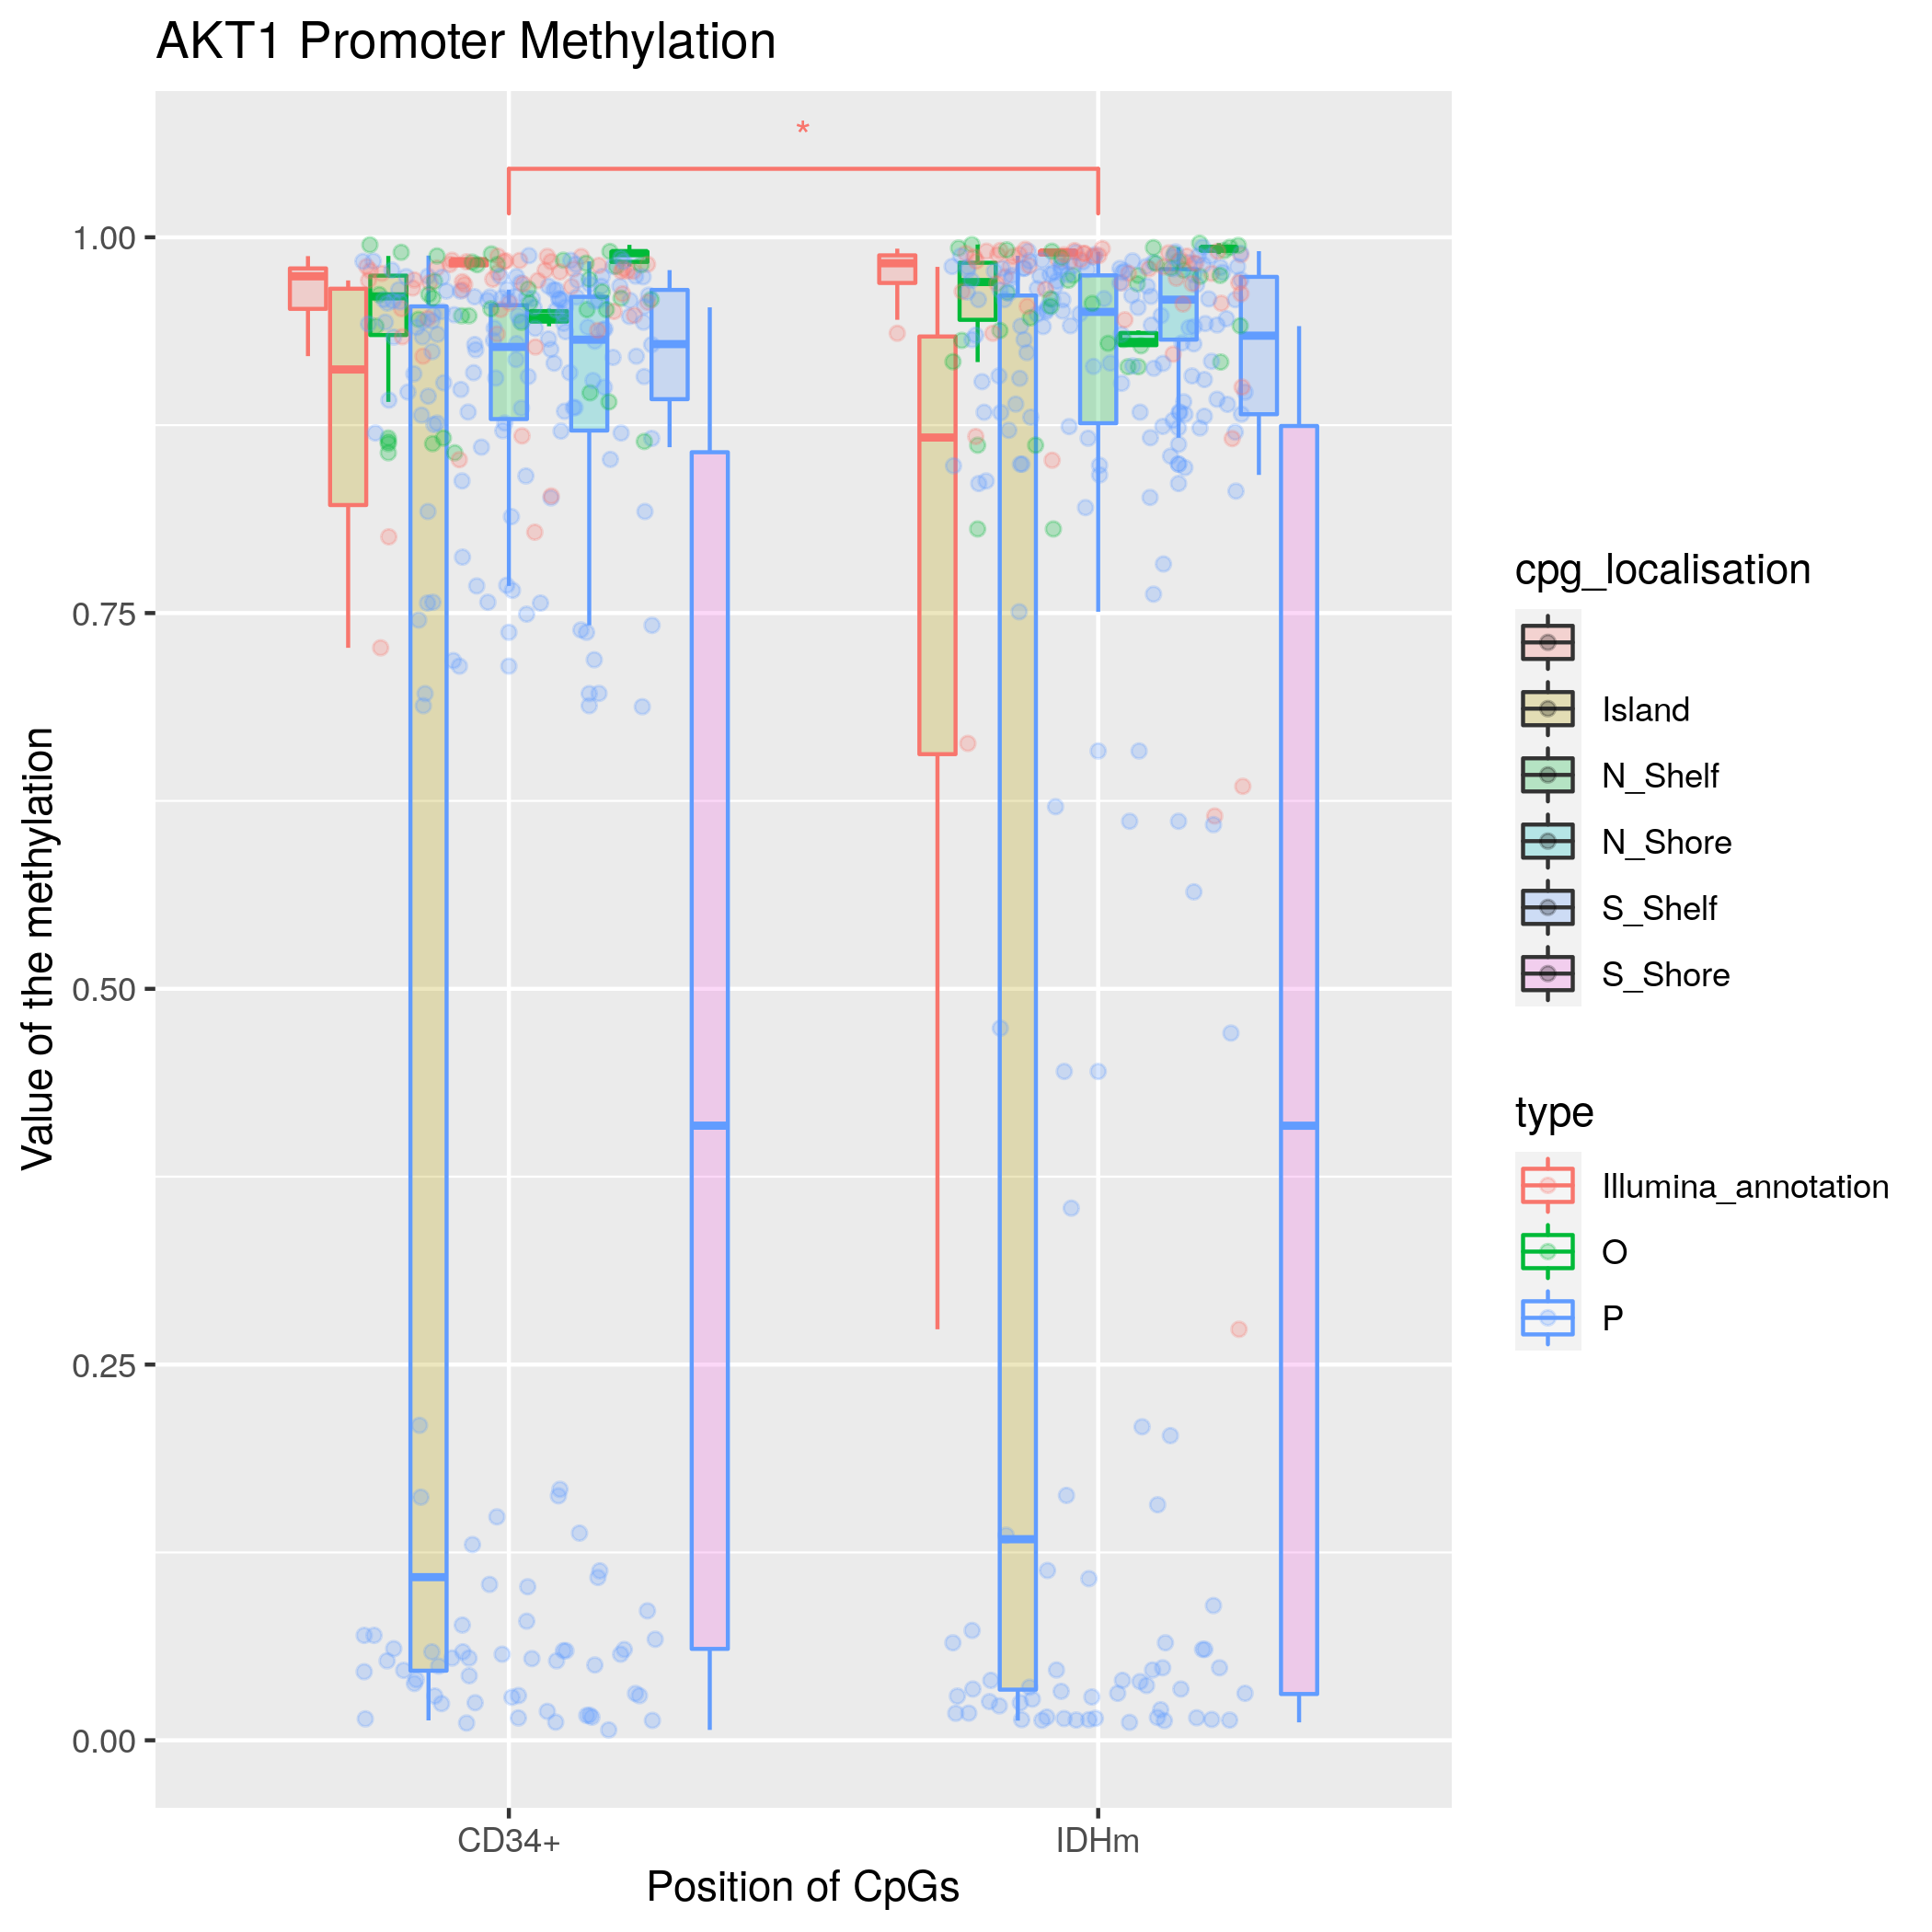 AKT1 Promoter Methylation
*
1.00
0.75
0.50
0.25
0.00
Value of the methylation
CD34+
IDHm
Position of CpGs
cpg_localisation
Island
N_Shelf
N_Shore
S_Shelf
S_Shore
type
Illumina_annotation
O
P